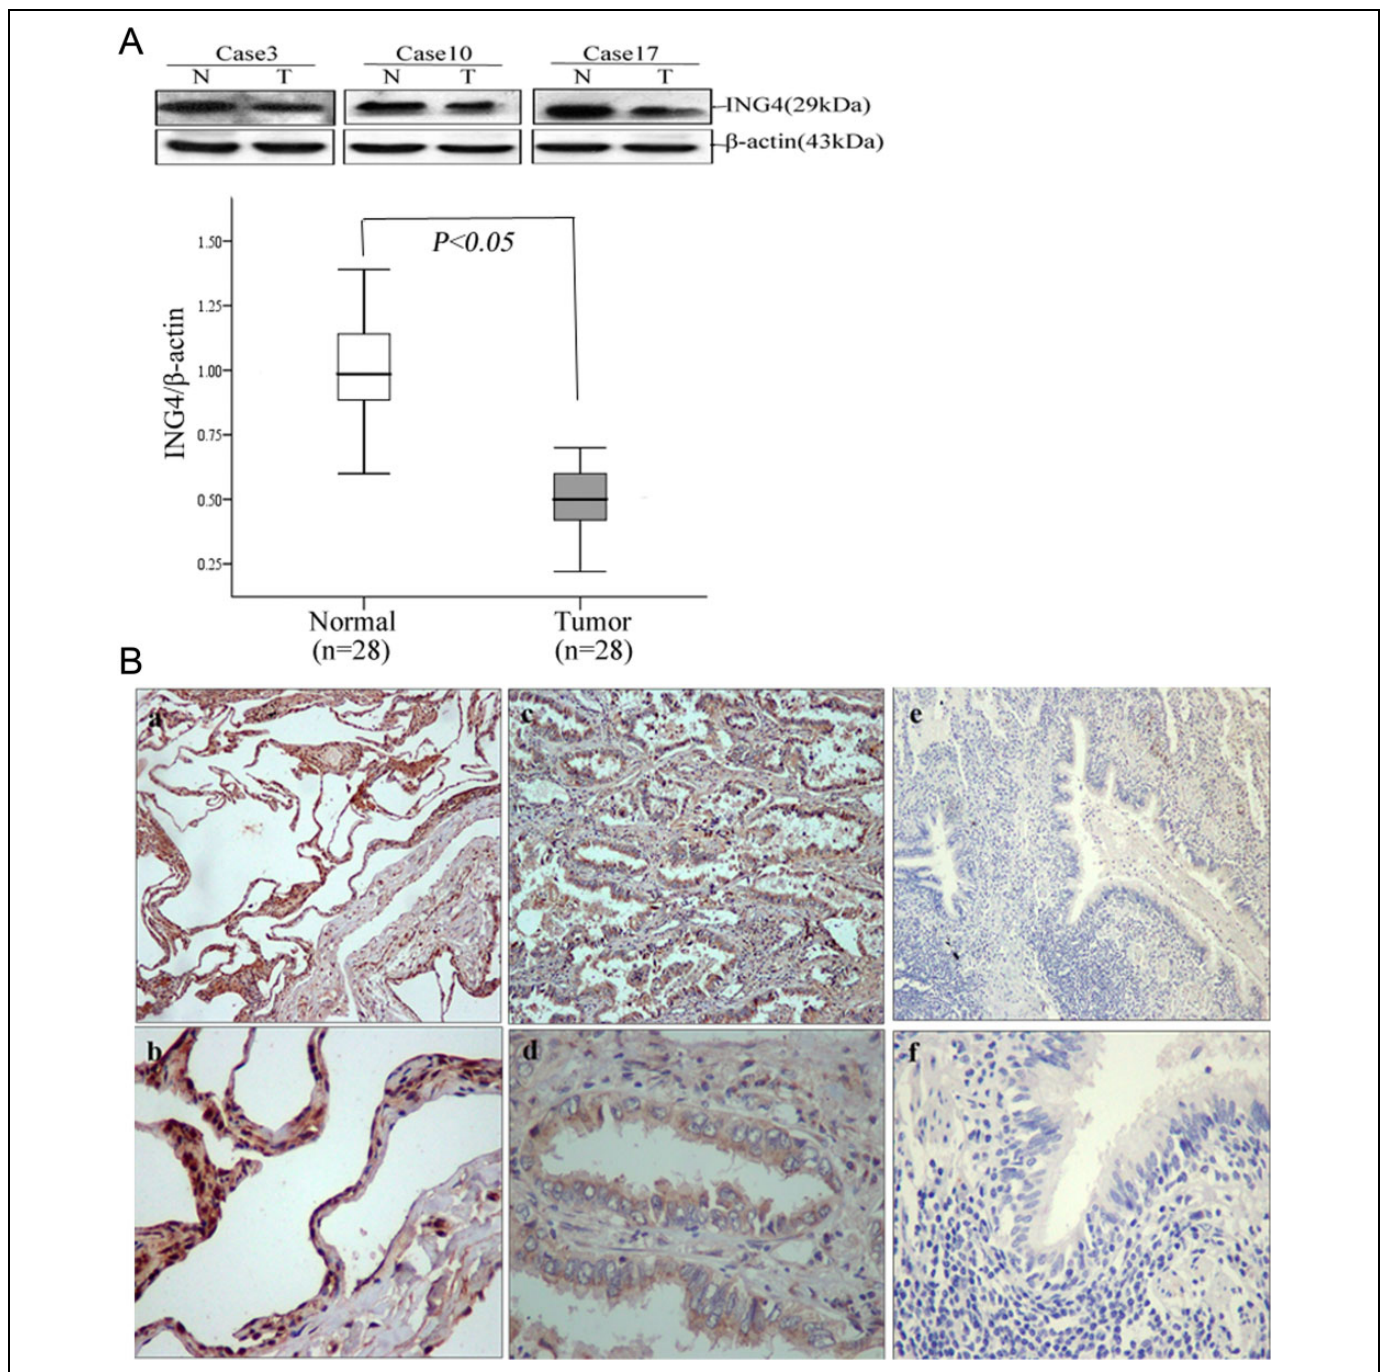 A
Case3 Case10 Case17
N T N T N T
ING4(29kDa)
β-actin(43kDa)
P<0.05
1.50
1.25
1.00
0.75
0.50
0.25
ING4/β-actin
Normal Tumor
(n=28) (n=28)
B
a c e
b d f